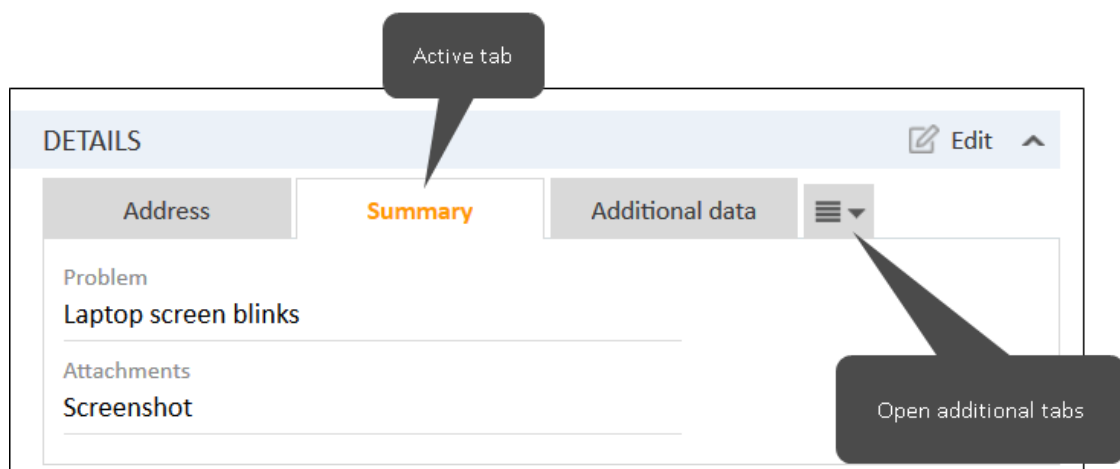 Active tab
DETAILS
Edit
Address
Summary
Additional data
Problem
Laptop screen blinks
Attachments
Screenshot
Open additional tabs